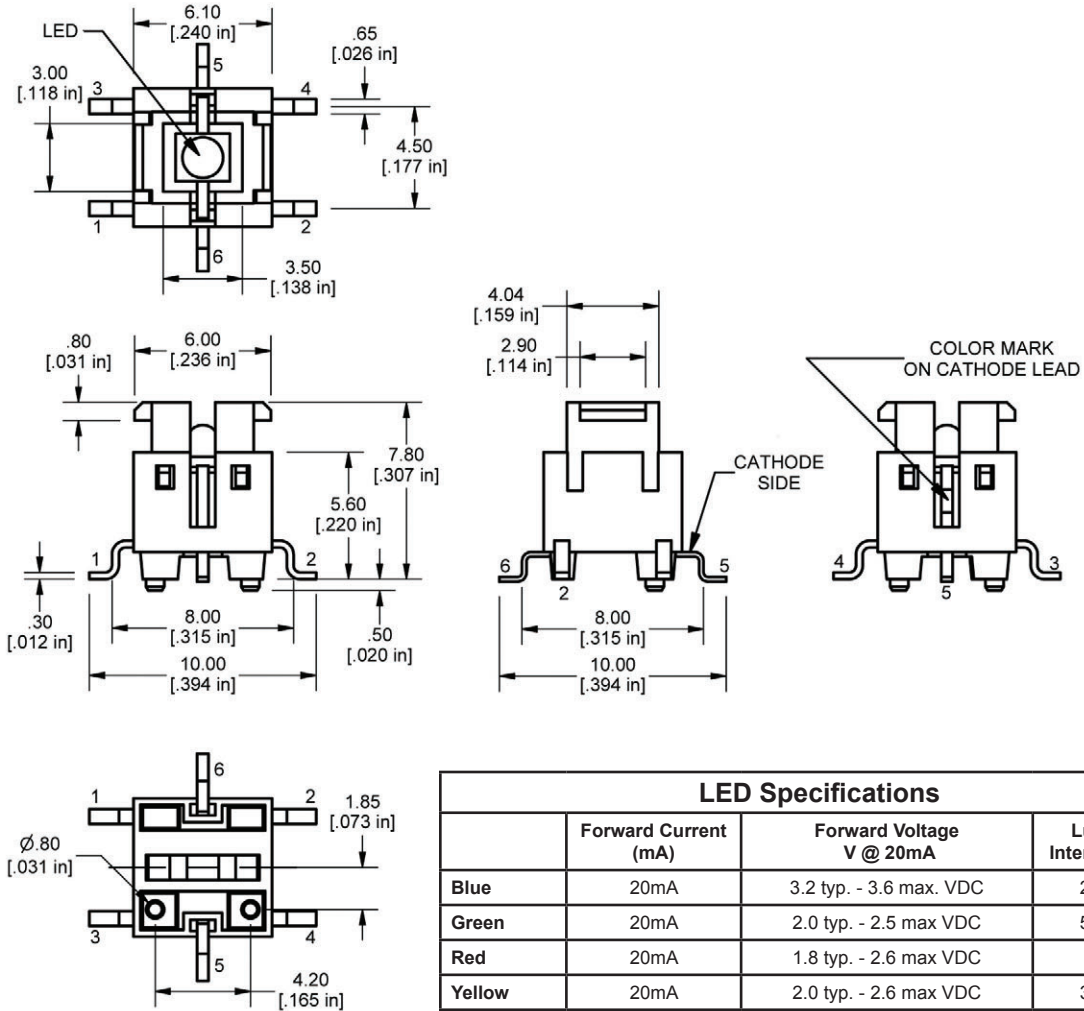 6.10
[.240 in]
LED
.65
[.026 in]
5
3.00
[.118 in]
3
4
4.50
[.177 in]
1
2
6
3.50
[.138 in]
.80
[.031 in]
6.00
[.236 in]
7.80
[.307 in]
5.60
[.220 in]
1
2
.30
[.012 in]
8.00
[.315 in]
.50
[.020 in]
10.00
[.394 in]
4.04
[.159 in]
2.90
[.114 in]
CATHODE
SIDE
6
5
2
8.00
[.315 in]
10.00
[.394 in]
COLOR MARK
ON CATHODE LEAD
4
3
5
6
1
2
1.85
[.073 in]
Ø.80
[.031 in]
3
4
5
4.20
[.165 in]
LED Specifications
Forward Current
(mA)
Forward Voltage
V @ 20mA
Blue 20mA 3.2 typ. - 3.6 max. VDC
Green 20mA 2.0 typ. - 2.5 max VDC
Red 20mA 1.8 typ. - 2.6 max VDC
Yellow 20mA 2.0 typ. - 2.6 max VDC